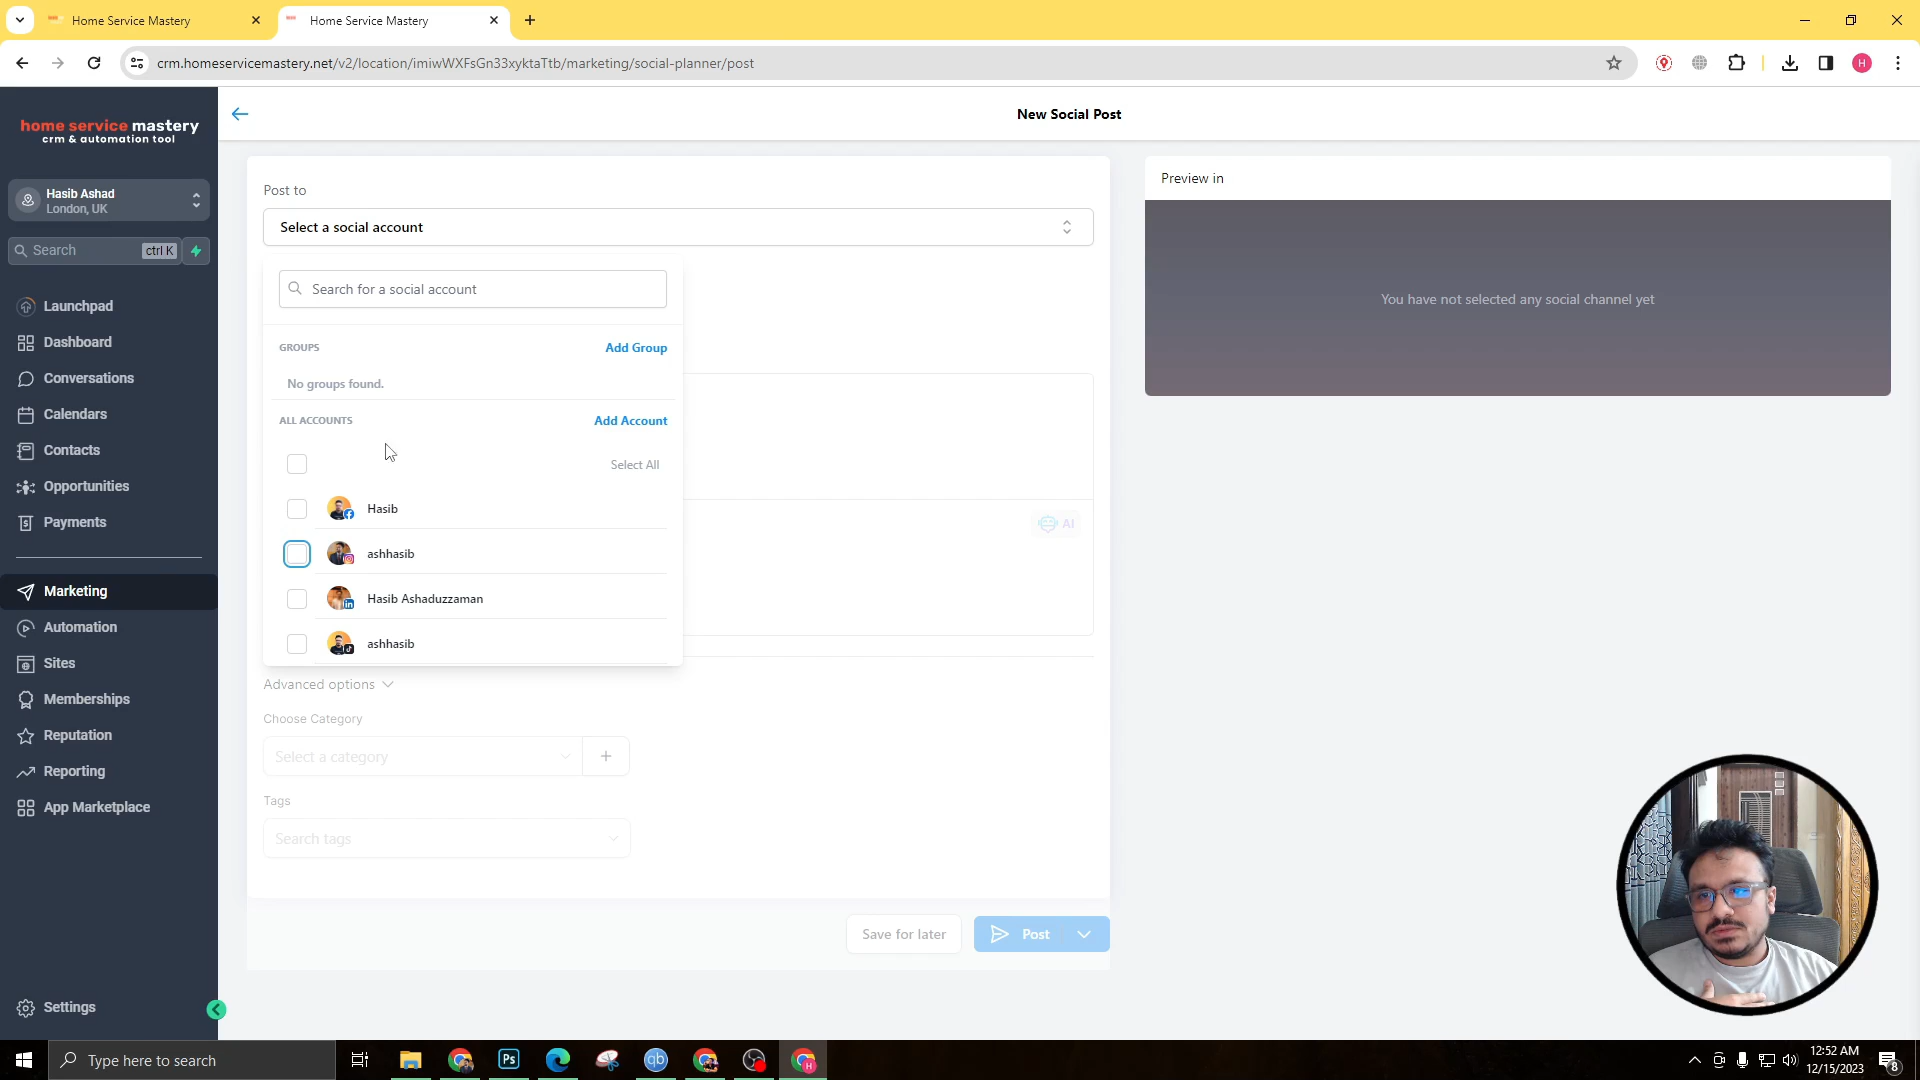 Home Service Mastery
Home Service Mastery
crm.homeservicemastery.net/v2/location/imiwWXFsGn33xyktaTtb/marketing/social-planner/post
H
home service mastery
crm & automation tool
New Social Post
Hasib Ashad
London, UK
Search ctrl K
Launchpad
Dashboard
Conversations
Calendars
Contacts
Opportunities
Payments
Marketing
Automation
Sites
Memberships
Reputation
Reporting
App Marketplace
Settings
Post to
Select a social account
Search for a social account
GROUPS Add Group
No groups found.
ALL ACCOUNTS Add Account
Select All
Hasib
ashhasib
Hasib Ashaduzzaman
ashhasib
AI
Advanced options
Choose Category
Select a category
Tags
Search tags
Save for later
Post
Preview in
You have not selected any social channel yet
Type here to search
Ps
qb
H
12:52 AM
12/15/2023
8